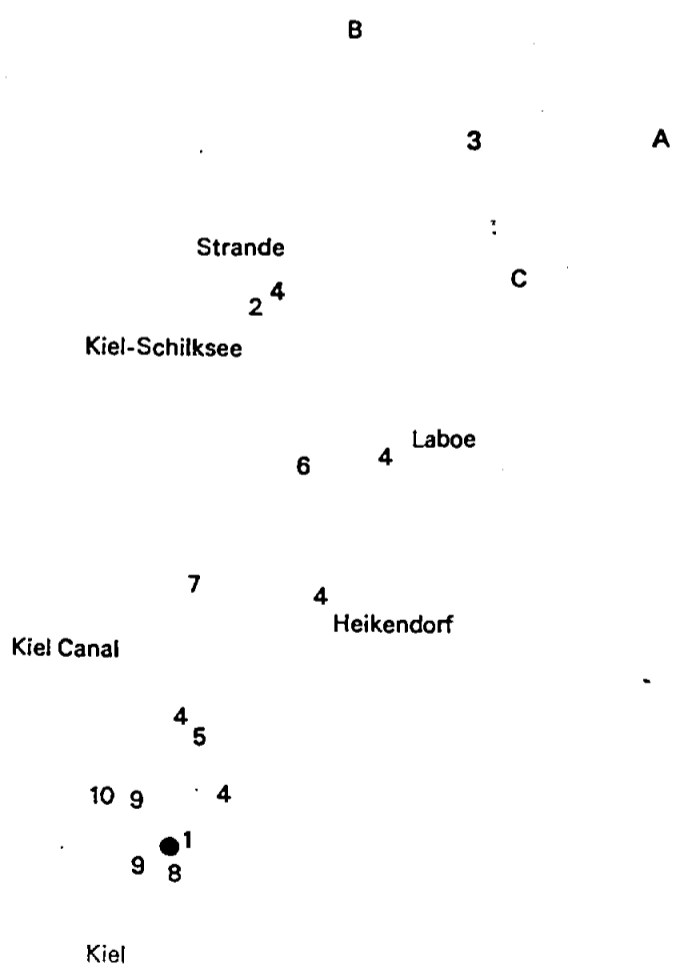 B
3 A
Strande
C
2 4
Kiel-Schilksee
Laboe
6 4
7 4
Heikendorf
Kiel Canal
4
5
10 9 4
1
9 8
Kiel